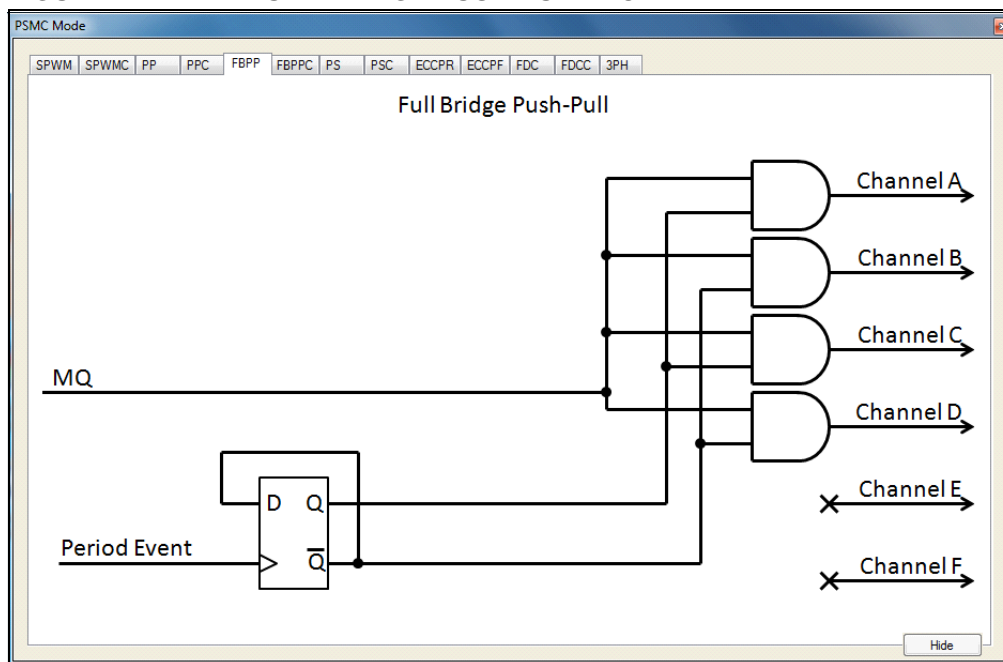 PSMC Mode
SPWM SPWMC PP PPC FBPP FBPPC PS PSC ECCPR ECCPF FDC FDCC 3PH
Full Bridge Push-Pull
Channel A
Channel B
Channel C
MQ
Channel D
D Q
Channel E
Period Event
Q̅
Channel F
Hide